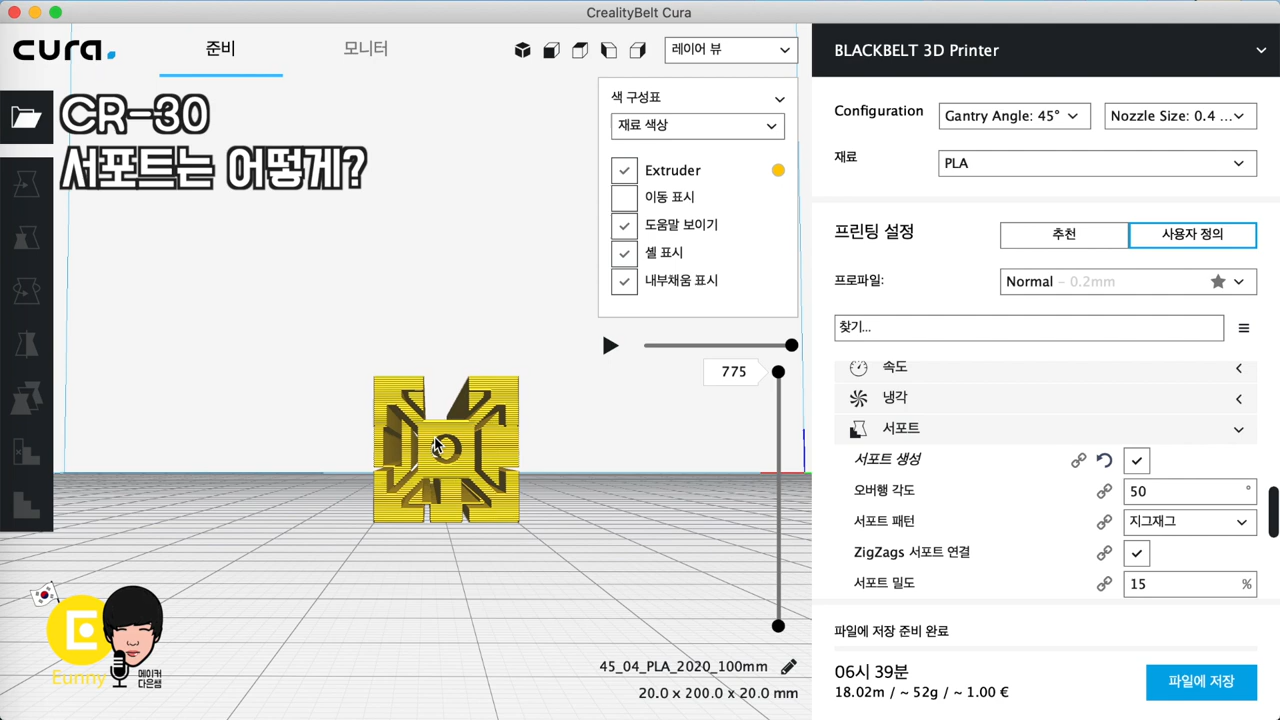 CrealityBelt Cura
cura.
준비
모니터
레이어 뷰
BLACKBELT 3D Printer
CR-30
서포트는 어떻게?
색 구성표
재료 색상
Extruder
이동 표시
도움말 보이기
셸 표시
내부채움 표시
775
Configuration
Gantry Angle: 45°
Nozzle Size: 0.4 ...
재료
PLA
프린팅 설정
추천
사용자 정의
프로파일:
Normal – 0.2mm
찾기...
속도
냉각
서포트
서포트 생성
오버행 각도
50 °
서포트 패턴
지그재그
ZigZags 서포트 연결
서포트 밀도
15 %
Eunny
메이커
다은쌤
45_04_PLA_2020_100mm
20.0 x 200.0 x 20.0 mm
파일에 저장 준비 완료
06시 39분
18.02m / ~ 52g / ~ 1.00 €
파일에 저장